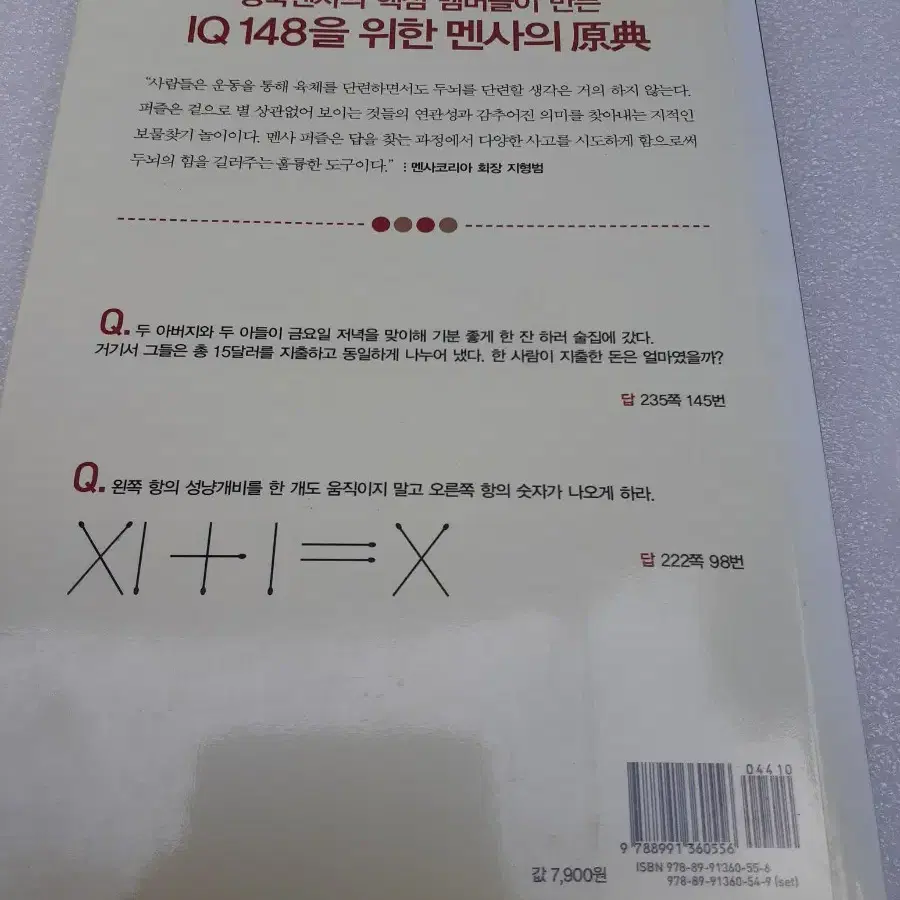 영국멘사의 핵심 멤버들이 만든
IQ 148을 위한 멘사의 原典
“사람들은 운동을 통해 육체를 단련하면서도 두뇌를 단련할 생각은 거의 하지 않는다.
퍼즐은 겉으로 별 상관없어 보이는 것들의 연관성과 감추어진 의미를 찾아내는 지적인
보물찾기 놀이이다. 멘사 퍼즐은 답을 찾는 과정에서 다양한 사고를 시도하게 함으로써
두뇌의 힘을 길러주는 훌륭한 도구이다.” : 멘사코리아 회장 지형범
Q. 두 아버지와 두 아들이 금요일 저녁을 맞이해 기분 좋게 한 잔 하러 술집에 갔다.
거기서 그들은 총 15달러를 지출하고 동일하게 나누어 냈다. 한 사람이 지출한 돈은 얼마였을까?
답 235쪽 145번
Q. 왼쪽 항의 성냥개비를 한 개도 움직이지 말고 오른쪽 항의 숫자가 나오게 하라.
XI + I = X
답 222쪽 98번
04410
9 788991 360556
값 7,900원
ISBN 978-89-91360-55-6
978-89-91360-54-9 (set)